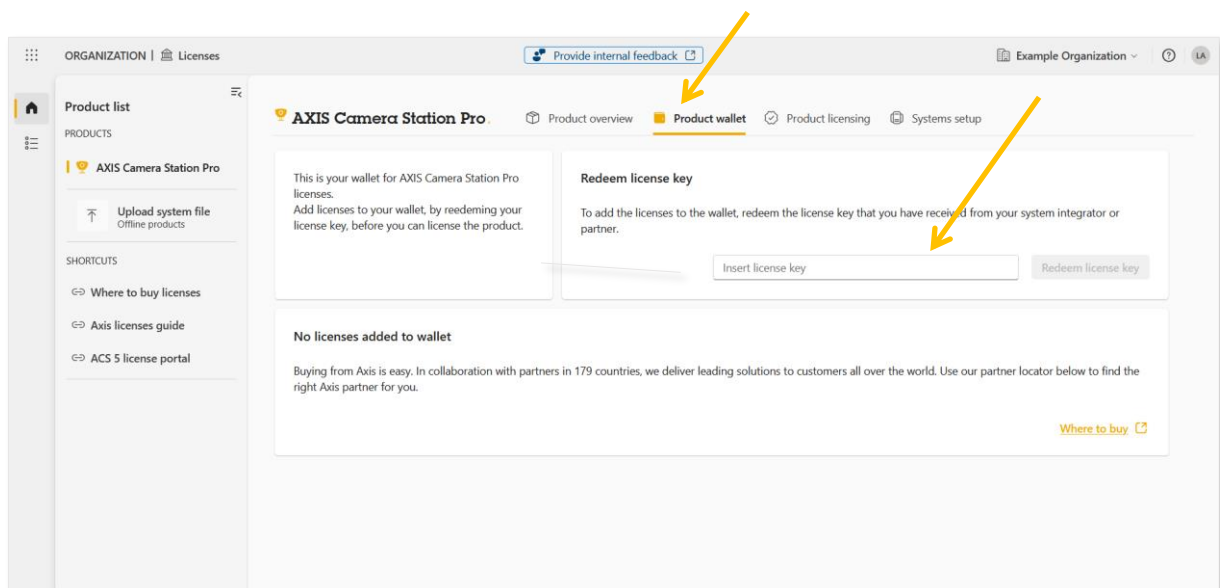 ORGANIZATION | Licenses
Provide internal feedback
Example Organization
LA
Product list
PRODUCTS
AXIS Camera Station Pro
Upload system file
Offline products
SHORTCUTS
Where to buy licenses
Axis licenses guide
ACS 5 license portal
AXIS Camera Station Pro.
Product overview
Product wallet
Product licensing
Systems setup
This is your wallet for AXIS Camera Station Pro
licenses.
Add licenses to your wallet, by reedeming your
license key, before you can license the product.
Redeem license key
To add the licenses to the wallet, redeem the license key that you have received from your system integrator or
partner.
Insert license key
Redeem license key
No licenses added to wallet
Buying from Axis is easy. In collaboration with partners in 179 countries, we deliver leading solutions to customers all over the world. Use our partner locator below to find the
right Axis partner for you.
Where to buy